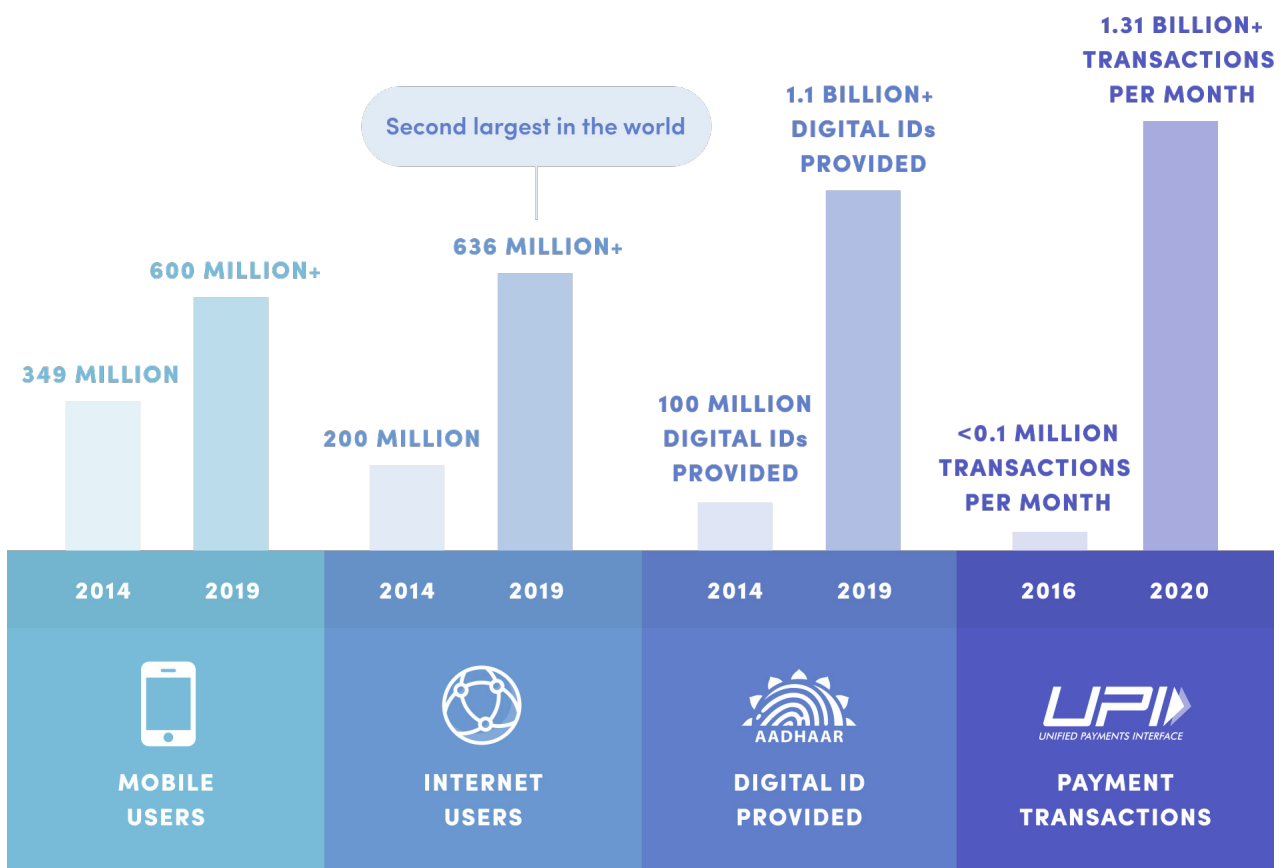 1.31 BILLION+
TRANSACTIONS
PER MONTH
1.1 BILLION+
DIGITAL IDs
PROVIDED
Second largest in the world
636 MILLION+
600 MILLION+
349 MILLION
200 MILLION
100 MILLION
DIGITAL IDs
PROVIDED
<0.1 MILLION
TRANSACTIONS
PER MONTH
2014 2019 2014 2019 2014 2019 2016 2020
AADHAAR
UPI
UNIFIED PAYMENTS INTERFACE
MOBILE
USERS
INTERNET
USERS
DIGITAL ID
PROVIDED
PAYMENT
TRANSACTIONS